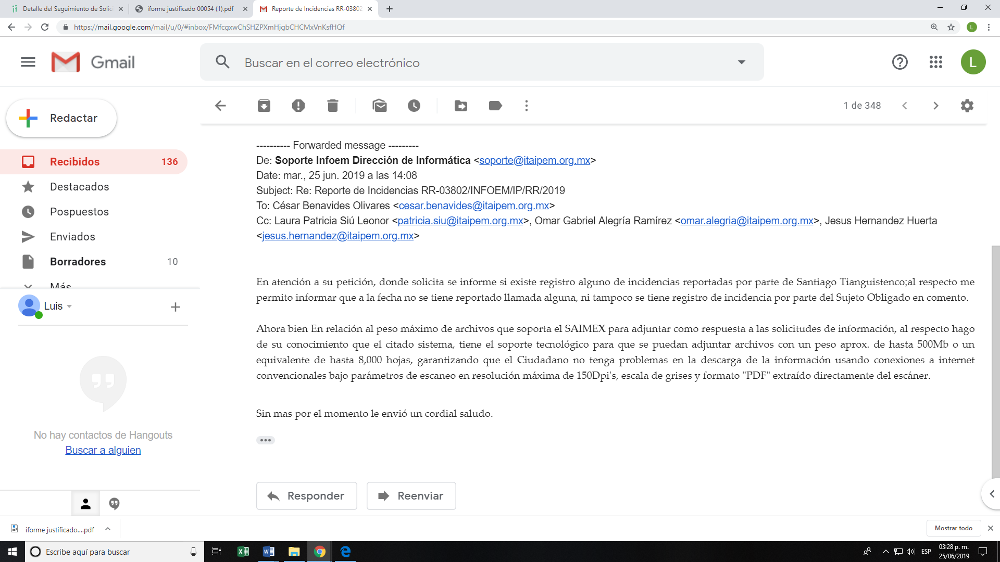 Detalle del Seguimiento de Solici
iforme justificado 00054 (1).pdf
Reporte de Incidencias RR-03802
https://mail.google.com/mail/u/0/#inbox/FMfcgxwChSHZPXmHjgbCHCMxVnKsfHQf
L
Gmail
Buscar en el correo electrónico
L
Redactar
1 de 348
Recibidos 136
Destacados
Pospuestos
Enviados
Borradores 10
Más
Luis
No hay contactos de Hangouts
Buscar a alguien
---------- Forwarded message ---------
De: Soporte Infoem Dirección de Informática <soporte@itaipem.org.mx>
Date: mar., 25 jun. 2019 a las 14:08
Subject: Re: Reporte de Incidencias RR-03802/INFOEM/IP/RR/2019
To: César Benavides Olivares <cesar.benavides@itaipem.org.mx>
Cc: Laura Patricia Siú Leonor <patricia.siu@itaipem.org.mx>, Omar Gabriel Alegría Ramírez <omar.alegria@itaipem.org.mx>, Jesus Hernandez Huerta
<jesus.hernandez@itaipem.org.mx>
En atención a su petición, donde solicita se informe si existe registro alguno de incidencias reportadas por parte de Santiago Tianguistenco;al respecto me
permito informar que a la fecha no se tiene reportado llamada alguna, ni tampoco se tiene registro de incidencia por parte del Sujeto Obligado en comento.
Ahora bien En relación al peso máximo de archivos que soporta el SAIMEX para adjuntar como respuesta a las solicitudes de información, al respecto hago
de su conocimiento que el citado sistema, tiene el soporte tecnológico para que se puedan adjuntar archivos con un peso aprox. de hasta 500Mb o un
equivalente de hasta 8,000 hojas, garantizando que el Ciudadano no tenga problemas en la descarga de la información usando conexiones a internet
convencionales bajo parámetros de escaneo en resolución máxima de 150Dpi's, escala de grises y formato "PDF" extraído directamente del escáner.
Sin mas por el momento le envió un cordial saludo.
Responder
Reenviar
iforme justificado....pdf
Mostrar todo
Escribe aquí para buscar
ESP
03:28 p. m.
25/06/2019